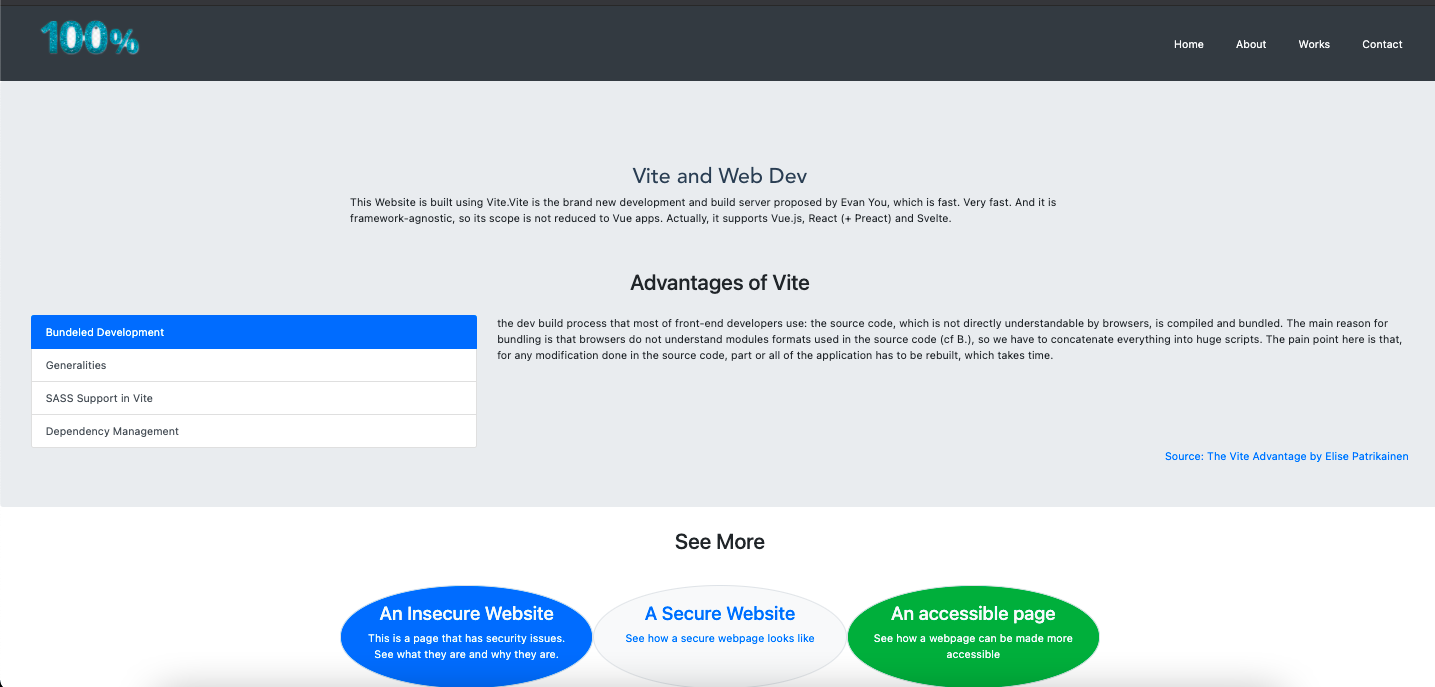 100%
Home
About
Works
Contact
Vite and Web Dev
This Website is built using Vite.Vite is the brand new development and build server proposed by Evan You, which is fast. Very fast. And it is
framework-agnostic, so its scope is not reduced to Vue apps. Actually, it supports Vue.js, React (+ Preact) and Svelte.
Advantages of Vite
Bundeled Development
Generalities
SASS Support in Vite
Dependency Management
the dev build process that most of front-end developers use: the source code, which is not directly understandable by browsers, is compiled and bundled. The main reason for
bundling is that browsers do not understand modules formats used in the source code (cf B.), so we have to concatenate everything into huge scripts. The pain point here is that,
for any modification done in the source code, part or all of the application has to be rebuilt, which takes time.
Source: The Vite Advantage by Elise Patrikainen
See More
An Insecure Website
This is a page that has security issues.
See what they are and why they are.
A Secure Website
See how a secure webpage looks like
An accessible page
See how a webpage can be made more
accessible